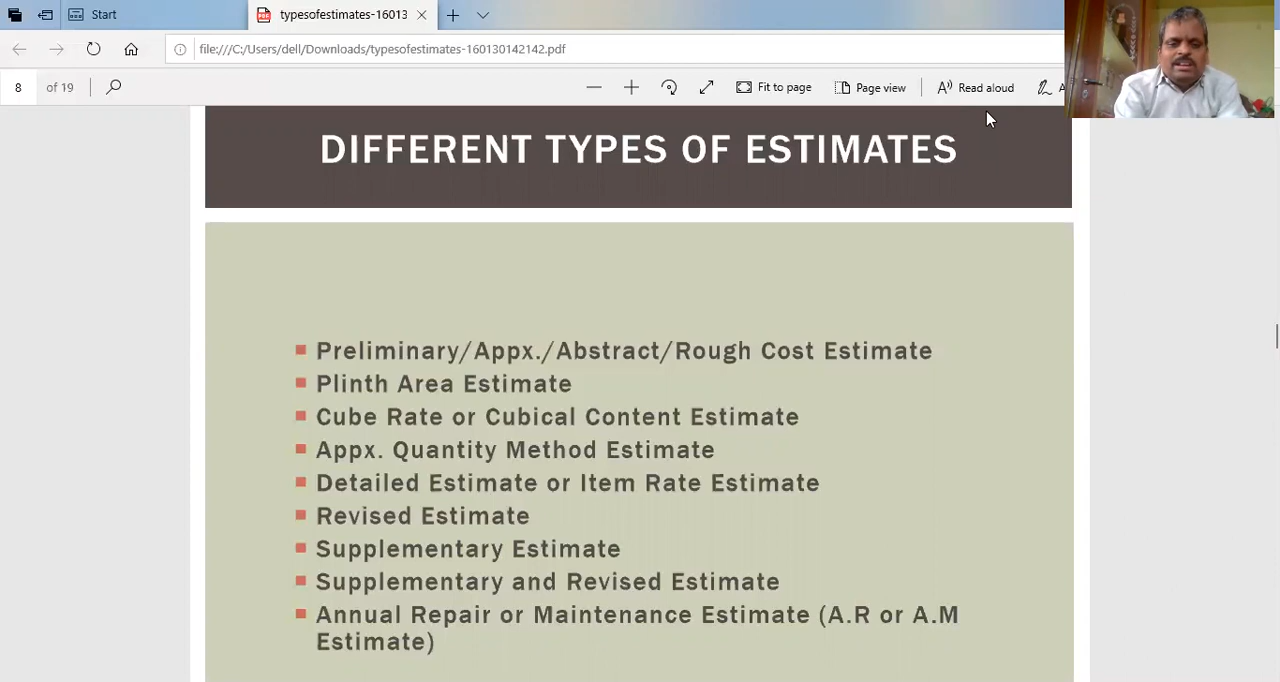 Start
typesofestimates-16013
file:///C:/Users/dell/Downloads/typesofestimates-160130142142.pdf
8 of 19
Fit to page
Page view
Read aloud
DIFFERENT TYPES OF ESTIMATES
Preliminary/Appx./Abstract/Rough Cost Estimate
Plinth Area Estimate
Cube Rate or Cubical Content Estimate
Appx. Quantity Method Estimate
Detailed Estimate or Item Rate Estimate
Revised Estimate
Supplementary Estimate
Supplementary and Revised Estimate
Annual Repair or Maintenance Estimate (A.R or A.M
Estimate)